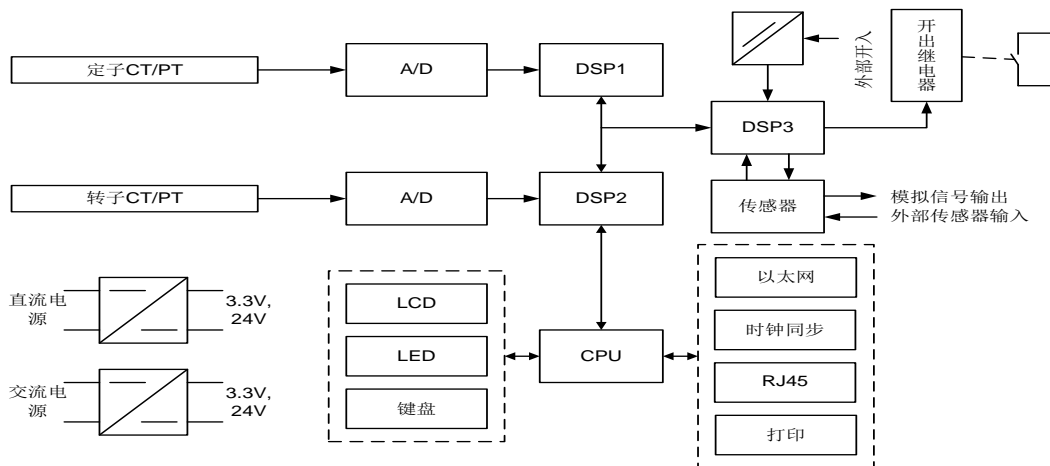 定子CT/PT
A/D
DSP1
外部开入
开出继电器
DSP3
转子CT/PT
A/D
DSP2
传感器
模拟信号输出
外部传感器输入
直流电
源
3.3V,
24V
交流电
源
3.3V,
24V
LCD
LED
键盘
CPU
以太网
时钟同步
RJ45
打印